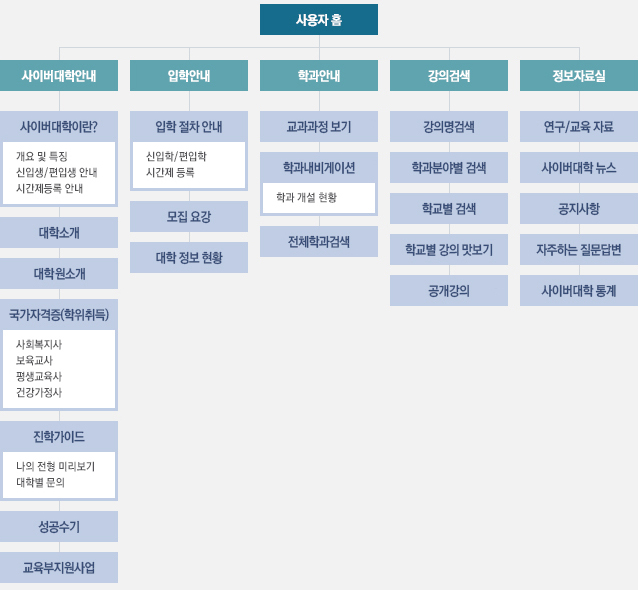 사용자 홈
사이버대학안내
사이버대학이란?
개요 및 특징
신입생/편입생 안내
시간제등록 안내
대학소개
대학원소개
국가자격증(학위취득)
사회복지사
보육교사
평생교육사
건강가정사
진학가이드
나의 전형 미리보기
대학별 문의
성공수기
교육부지원사업
입학안내
입학 절차 안내
신입학/편입학
시간제 등록
모집 요강
대학 정보 현황
학과안내
교과과정 보기
학과내비게이션
학과 개설 현황
전체학과검색
강의검색
강의명검색
학과분야별 검색
학교별 검색
학교별 강의 맛보기
공개강의
정보자료실
연구/교육 자료
사이버대학 뉴스
공지사항
자주하는 질문답변
사이버대학 통계